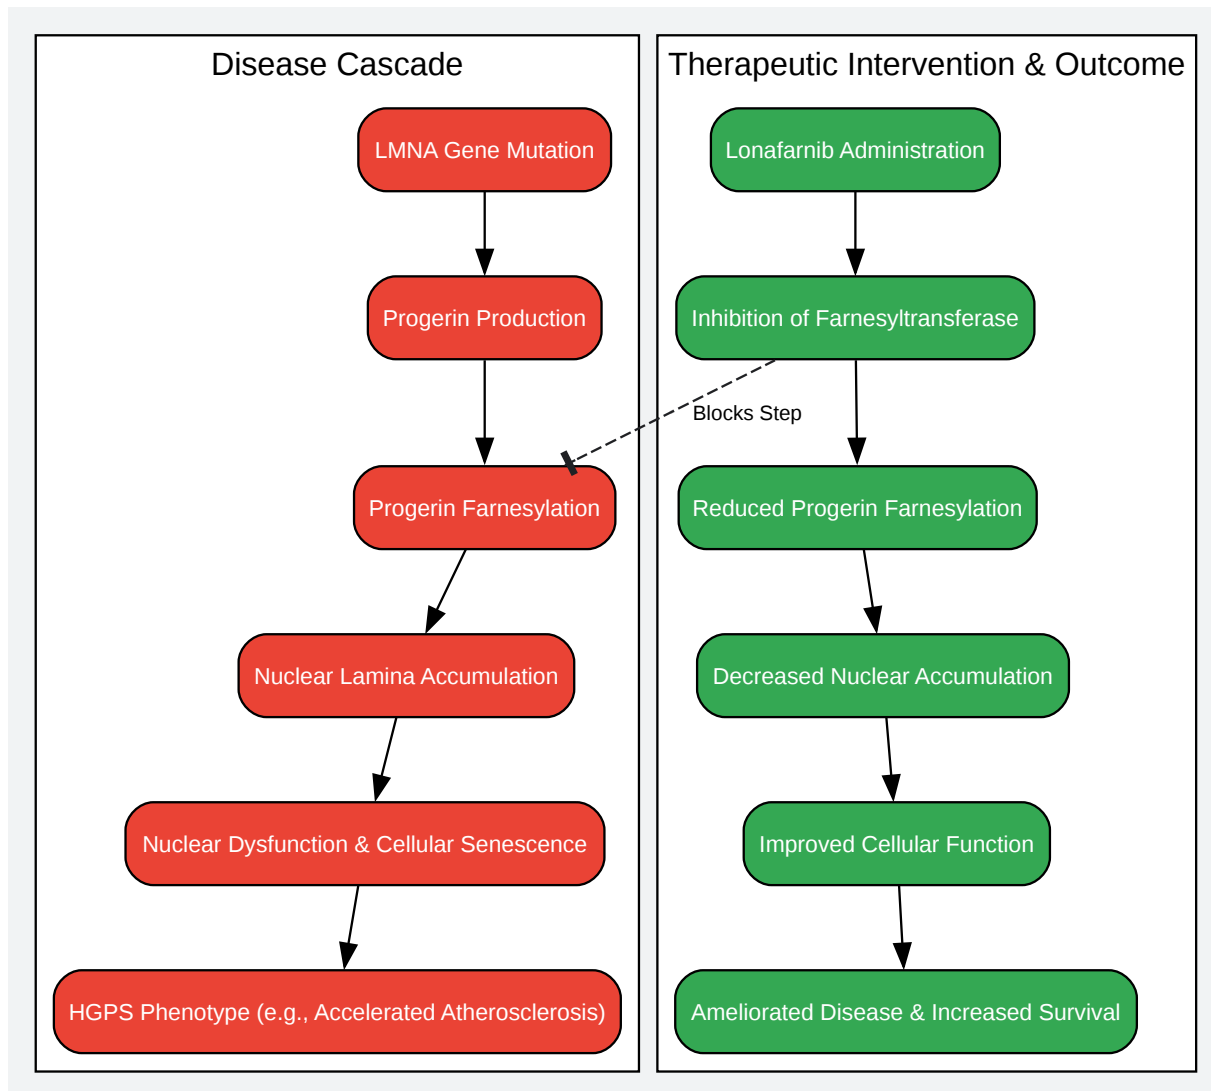 Disease Cascade
LMNA Gene Mutation
Progerin Production
Progerin Farnesylation
Nuclear Lamina Accumulation
Nuclear Dysfunction & Cellular Senescence
HGPS Phenotype (e.g., Accelerated Atherosclerosis)
Therapeutic Intervention & Outcome
Lonafarnib Administration
Inhibition of Farnesyltransferase
Blocks Step
Reduced Progerin Farnesylation
Decreased Nuclear Accumulation
Improved Cellular Function
Ameliorated Disease & Increased Survival